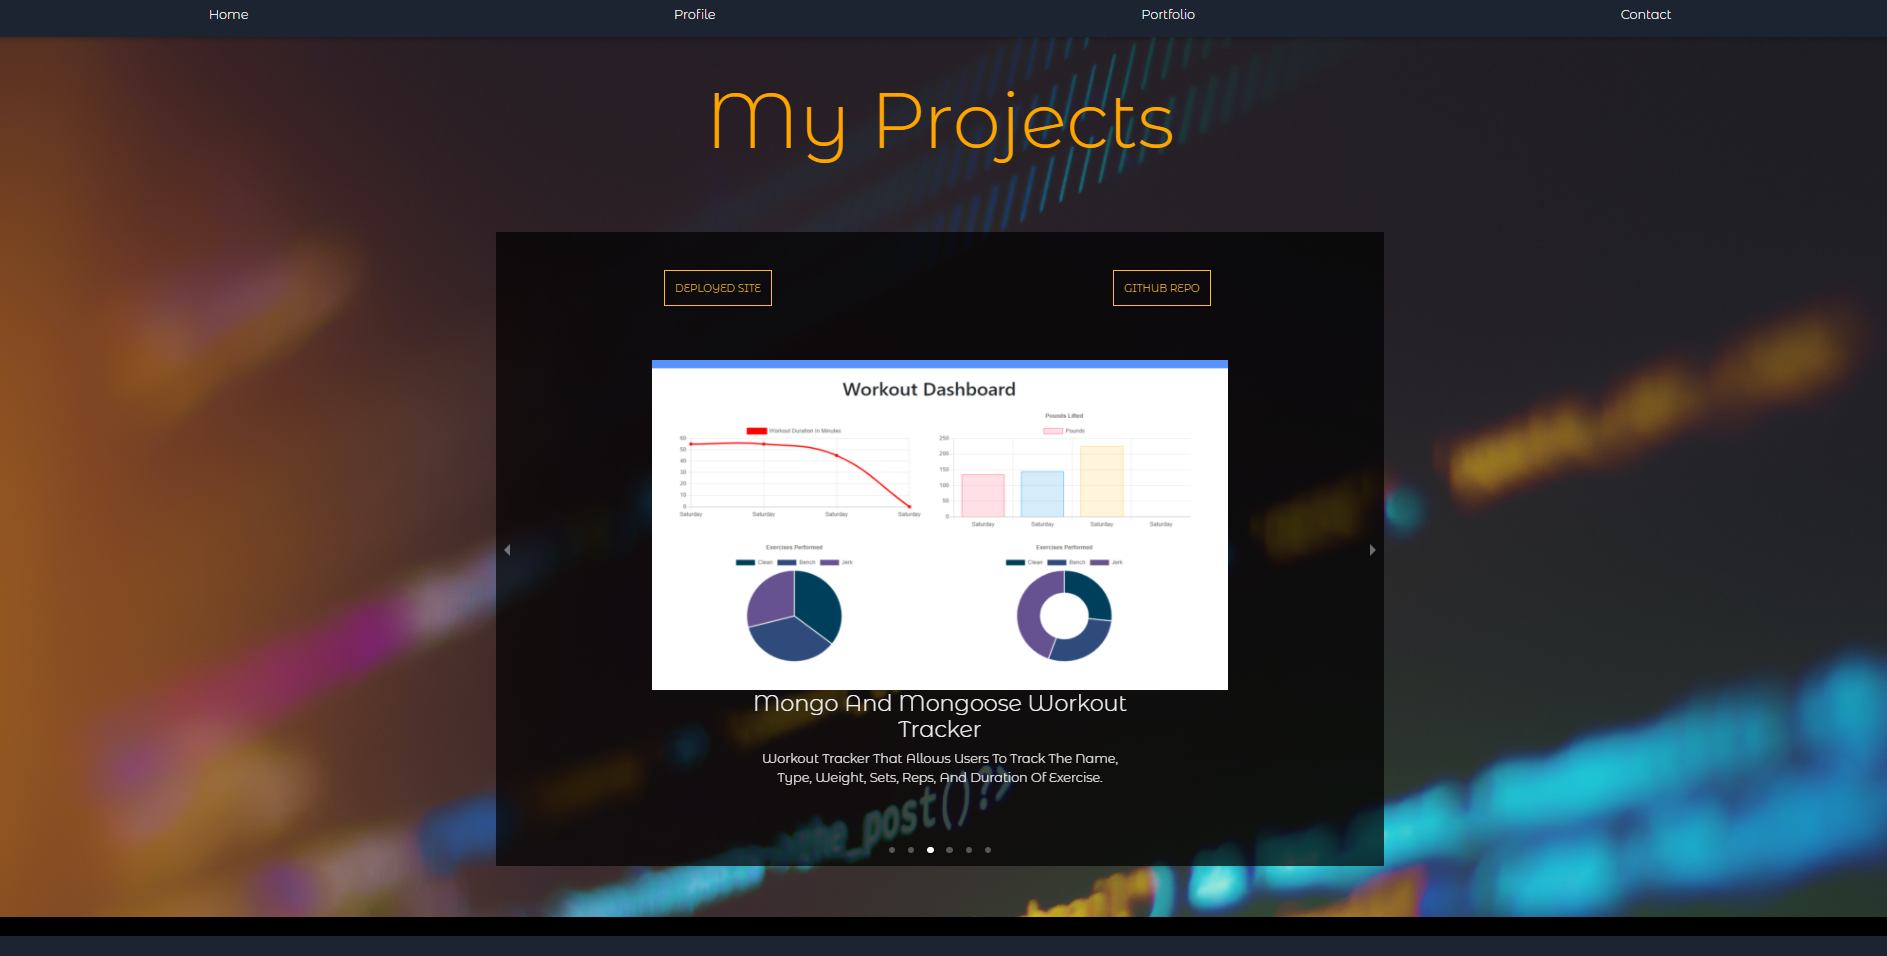 Home Profile Portfolio Contact
My Projects
DEPLOYED SITE GITHUB REPO
Workout Dashboard
Workout Duration In Minutes
60
50
40
30
20
10
0
Saturday Saturday Saturday Saturday
Pounds Lifted
Pounds
250
200
150
100
50
0
Saturday Saturday Saturday Saturday
Exercises Performed
Clean Bench Jerk
Exercises Performed
Clean Bench Jerk
Mongo And Mongoose Workout
Tracker
Workout Tracker That Allows Users To Track The Name,
Type, Weight, Sets, Reps, And Duration Of Exercise.
the_post()?>